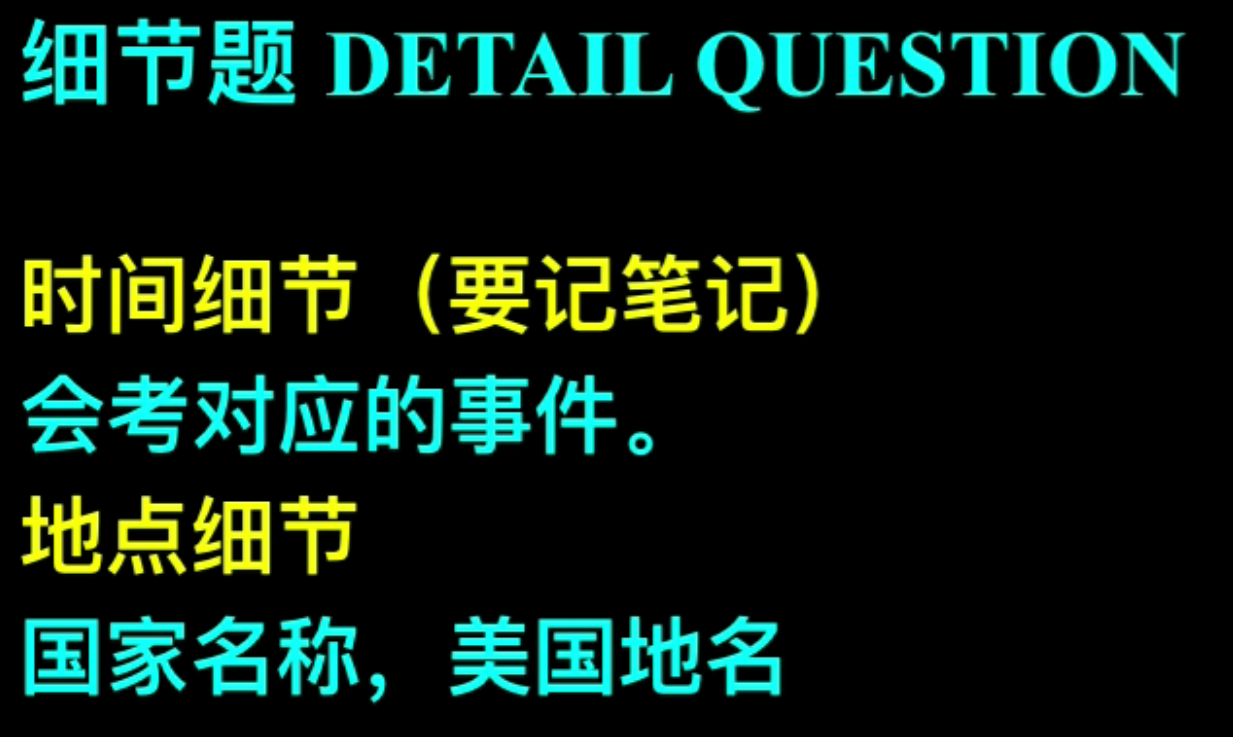 细节题 DETAIL QUESTION
时间细节（要记笔记）
会考对应的事件。
地点细节
国家名称，美国地名